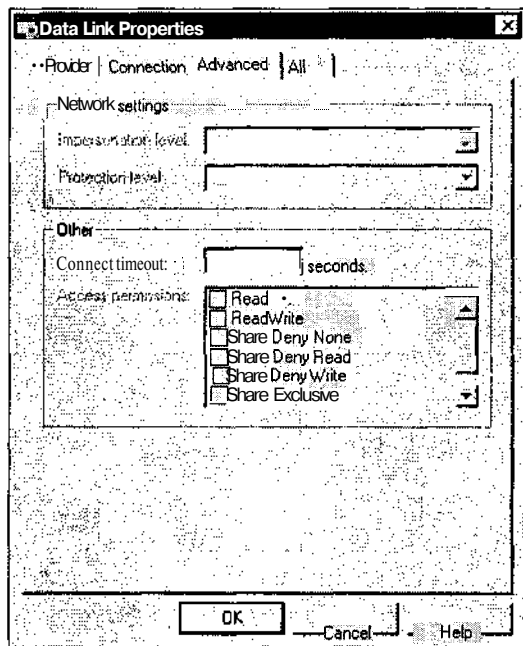 Data Link Properties
Provider Connection Advanced All
Network settings
Impersonation level:
Protection level:
Other
Connect timeout: seconds.
Access permissions:
Read
ReadWrite
Share Deny None
Share Deny Read
Share Deny Write
Share Exclusive
OK Cancel Help